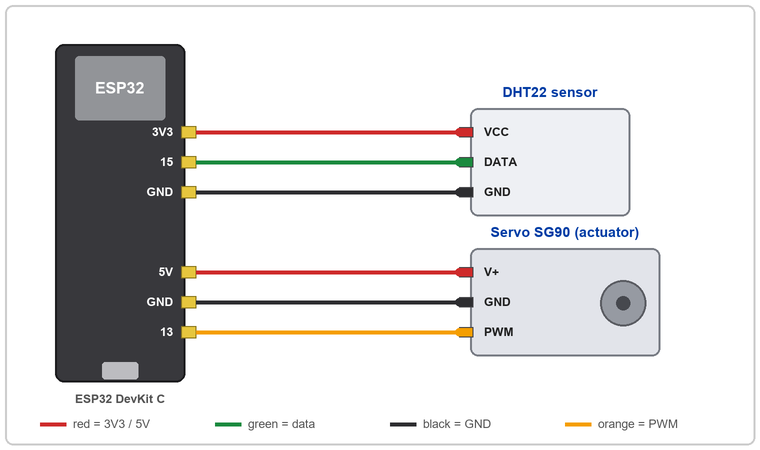 ESP32
DHT22 sensor
3V3 VCC
15 DATA
GND GND
Servo SG90 (actuator)
5V V+
GND GND
13 PWM
ESP32 DevKit C
red = 3V3 / 5V green = data black = GND orange = PWM